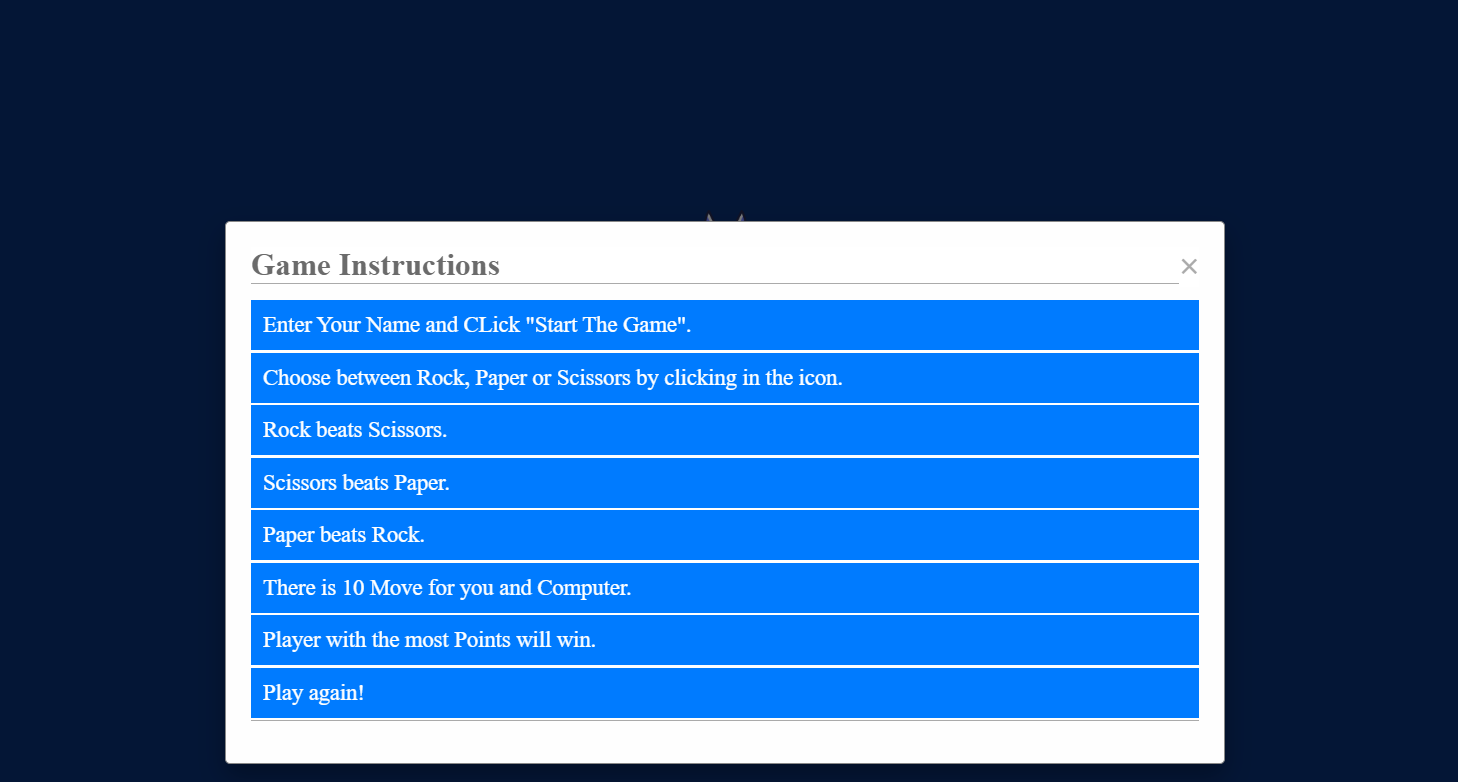 Game Instructions
×
Enter Your Name and CLick "Start The Game".
Choose between Rock, Paper or Scissors by clicking in the icon.
Rock beats Scissors.
Scissors beats Paper.
Paper beats Rock.
There is 10 Move for you and Computer.
Player with the most Points will win.
Play again!